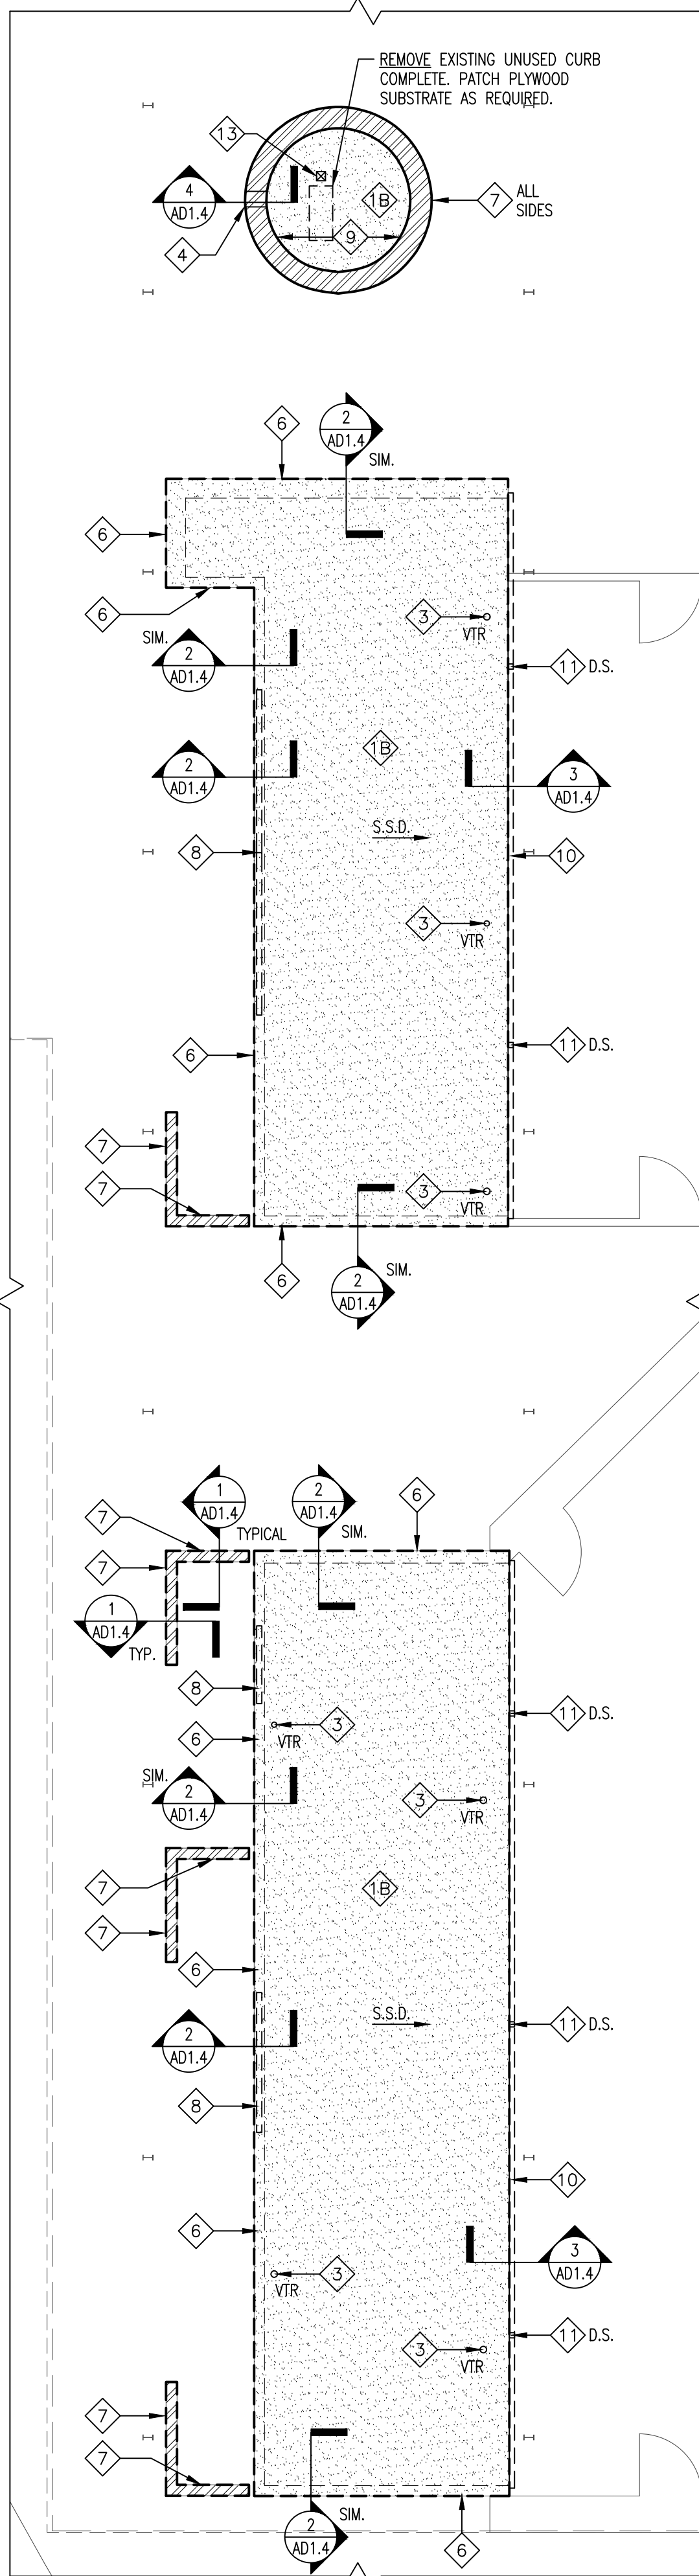 REMOVE EXISTING UNUSED CURB
COMPLETE. PATCH PLYWOOD
SUBSTRATE AS REQUIRED.
13
4
AD1.4
1B
7
ALL
SIDES
9
4
6
2
AD1.4
SIM.
6
6
3
VTR
SIM.
2
AD1.4
11 D.S.
1B
2
AD1.4
3
AD1.4
S.S.D.
8
10
3
VTR
6
11 D.S.
7
7
3
VTR
6
SIM.
2
AD1.4
1
AD1.4
TYPICAL
2
AD1.4
SIM.
6
7
7
1
AD1.4
TYP.
8
11 D.S.
3
VTR
6
SIM.
2
AD1.4
3
VTR
7
1B
7
6
S.S.D.
11 D.S.
2
AD1.4
8
10
6
3
AD1.4
3
VTR
11 D.S.
3
VTR
7
7
SIM.
2
AD1.4
6